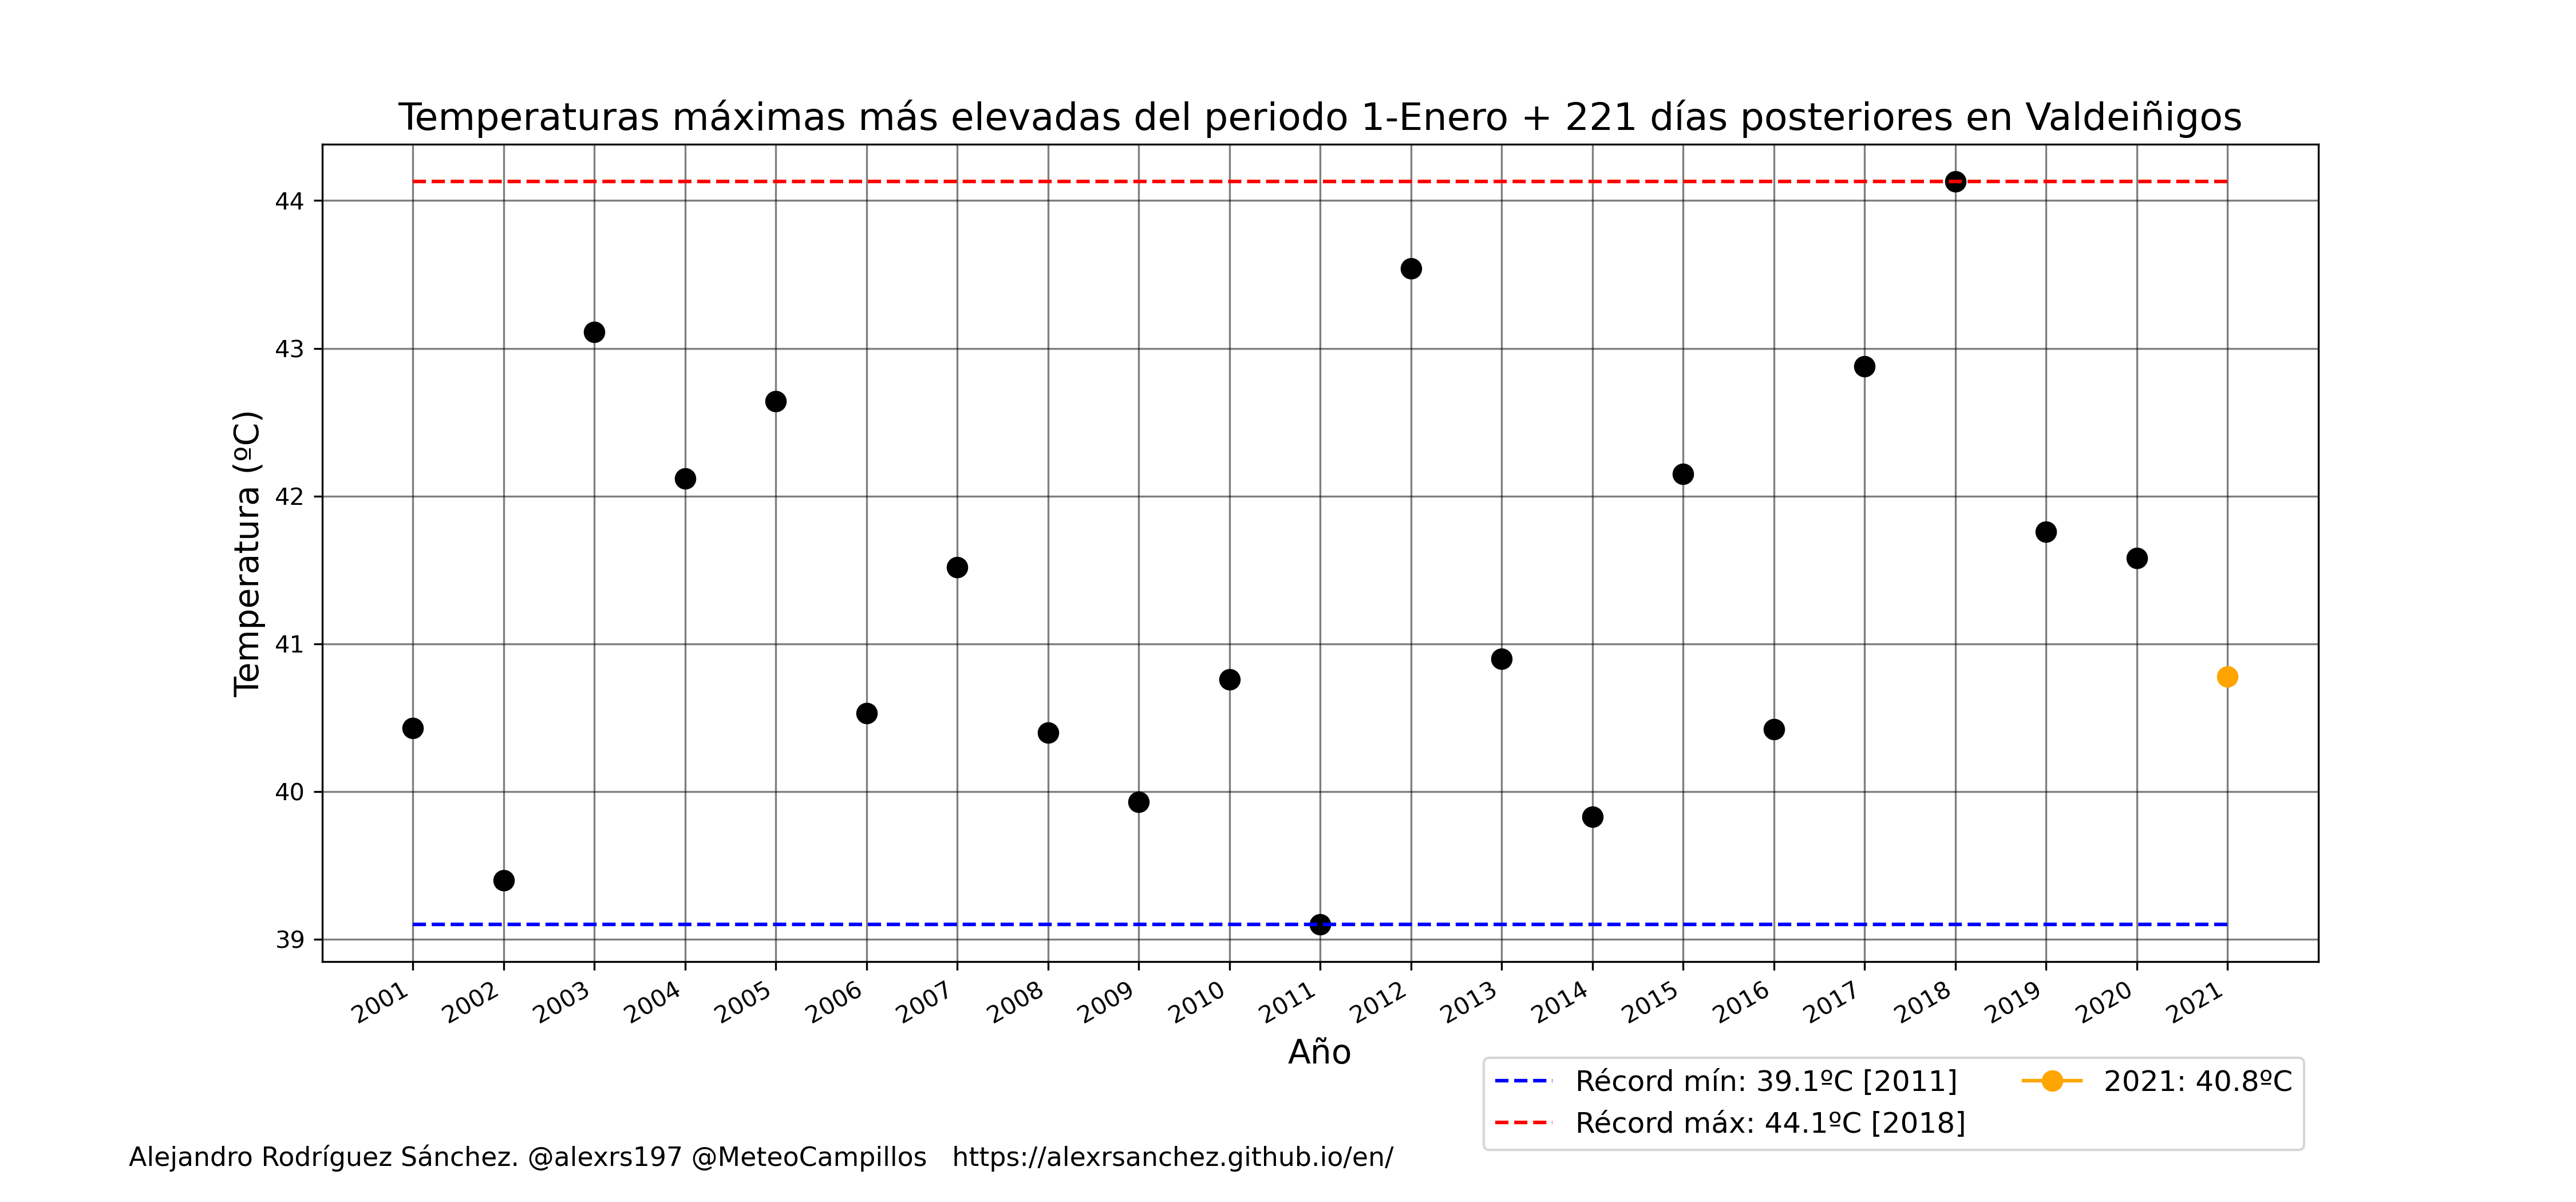 Temperaturas máximas más elevadas del periodo 1-Enero + 221 días posteriores en Valdeiñigos
Temperatura (ºC)
44
43
42
41
40
39
2001 2002 2003 2004 2005 2006 2007 2008 2009 2010 2011 2012 2013 2014 2015 2016 2017 2018 2019 2020 2021
Año
Récord mín: 39.1ºC [2011]
Récord máx: 44.1ºC [2018]
2021: 40.8ºC
Alejandro Rodríguez Sánchez. @alexrs197 @MeteoCampillos https://alexrsanchez.github.io/en/